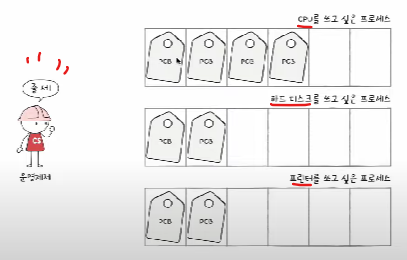 CPU를 쓰고 싶은 프로세스
PCB PCB PCB PCB
줄 서!
하드 디스크를 쓰고 싶은 프로세스
PCB PCB
OS
운영체제
프린터를 쓰고 싶은 프로세스
PCB PCB